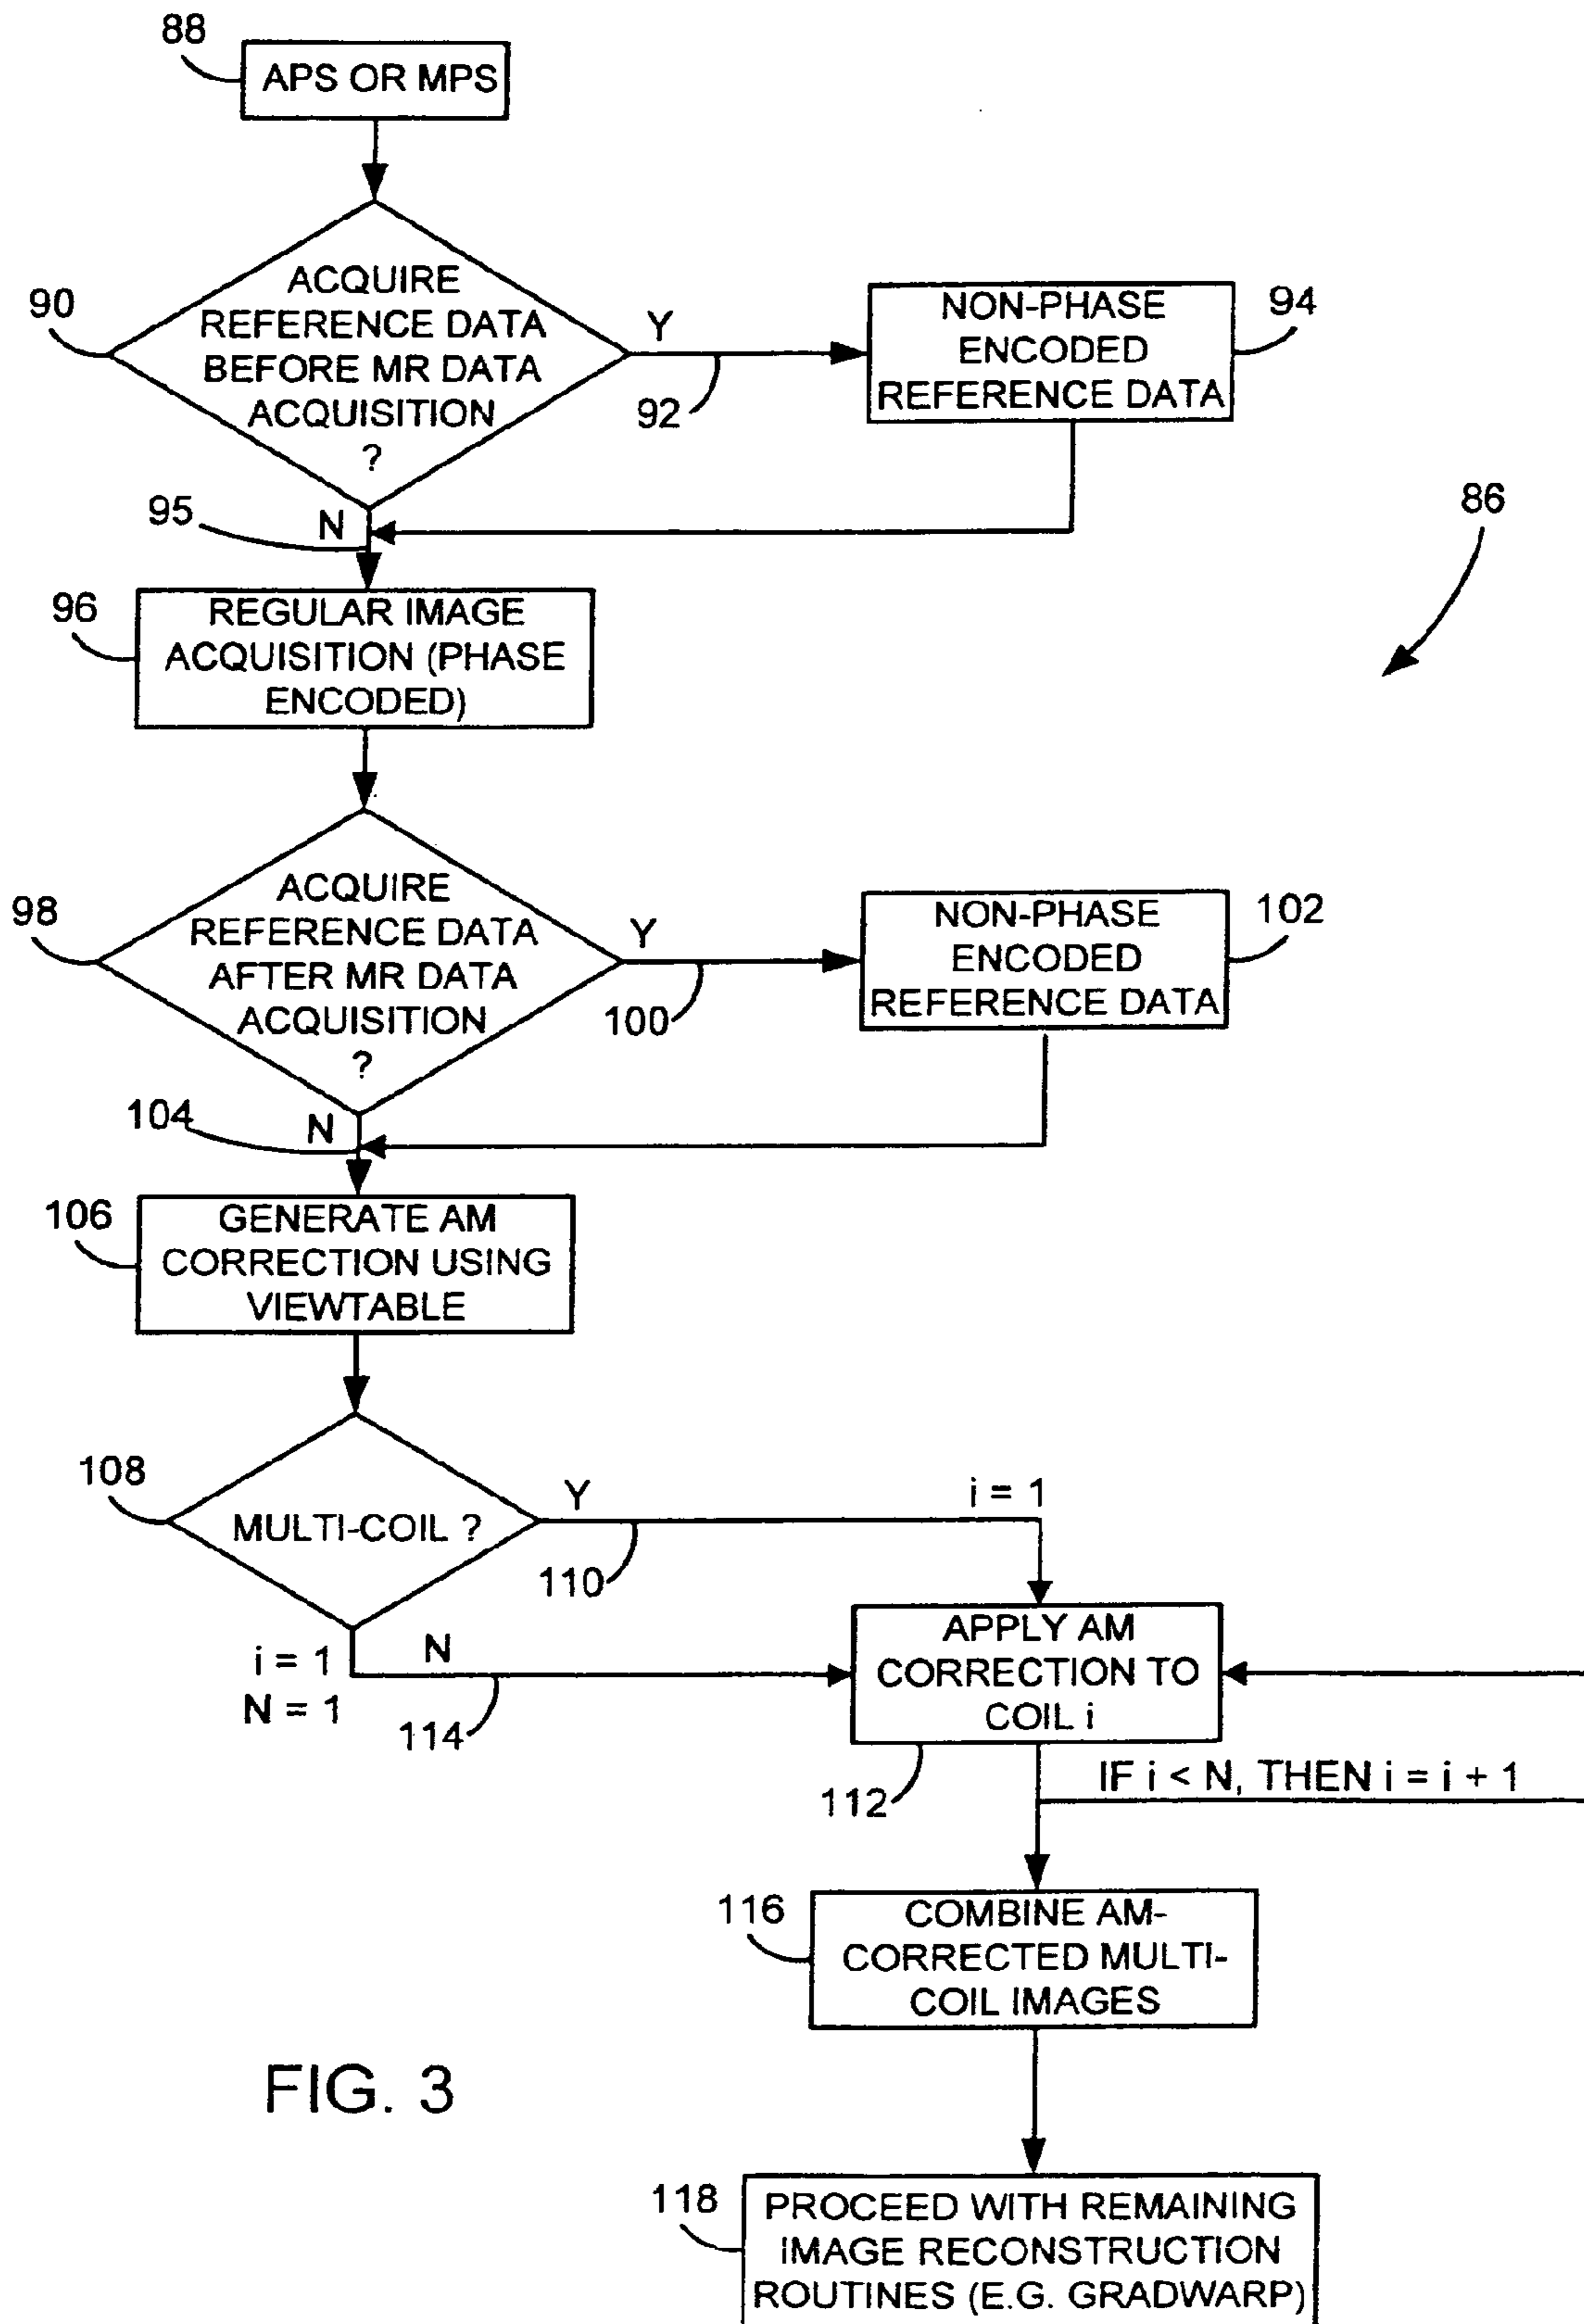 88
APS OR MPS
90
ACQUIRE
REFERENCE DATA
BEFORE MR DATA
ACQUISITION
?
Y
92
NON-PHASE
ENCODED
REFERENCE DATA
94
95
N
86
96
REGULAR IMAGE
ACQUISITION (PHASE
ENCODED)
98
ACQUIRE
REFERENCE DATA
AFTER MR DATA
ACQUISITION
?
Y
100
NON-PHASE
ENCODED
REFERENCE DATA
102
104
N
106
GENERATE AM
CORRECTION USING
VIEWTABLE
108
MULTI-COIL ?
Y
110
i = 1
i = 1
N = 1
N
114
APPLY AM
CORRECTION TO
COIL i
112
IF i < N, THEN i = i + 1
116
COMBINE AM-
CORRECTED MULTI-
COIL IMAGES
FIG. 3
118
PROCEED WITH REMAINING
IMAGE RECONSTRUCTION
ROUTINES (E.G. GRADWARP)